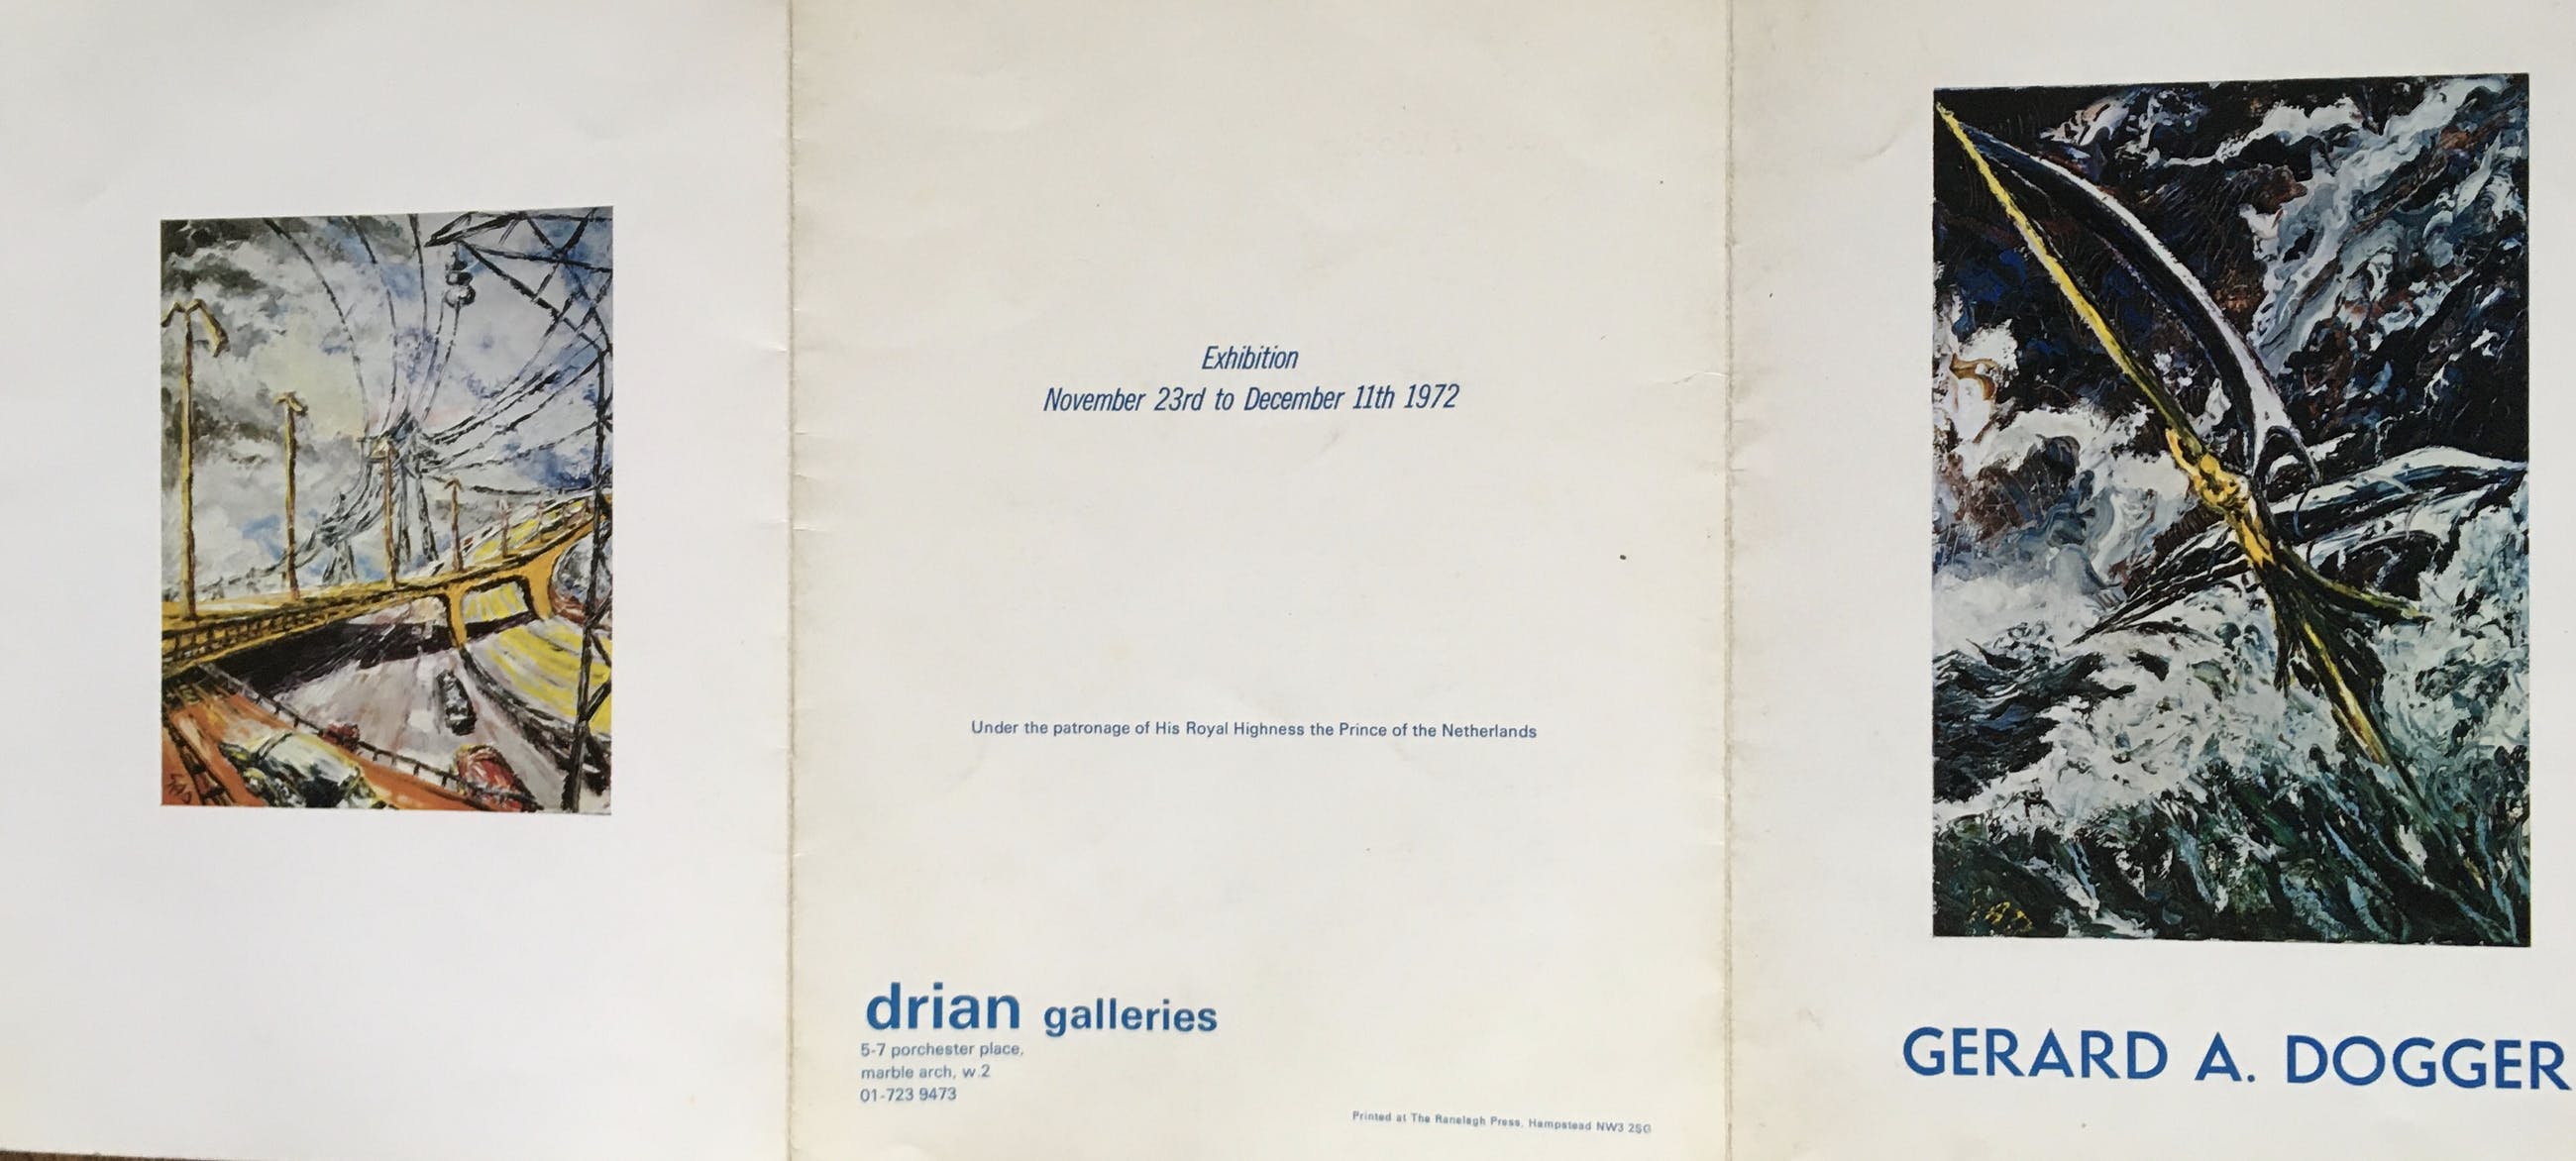 Exhibition
November 23rd to December 11th 1972
Under the patronage of His Royal Highness the Prince of the Netherlands
drian galleries
5-7 porchester place,
marble arch, w.2
01-723 9473
Printed at The Ranelagh Press, Hampstead NW3 2SG
GERARD A. DOGGER